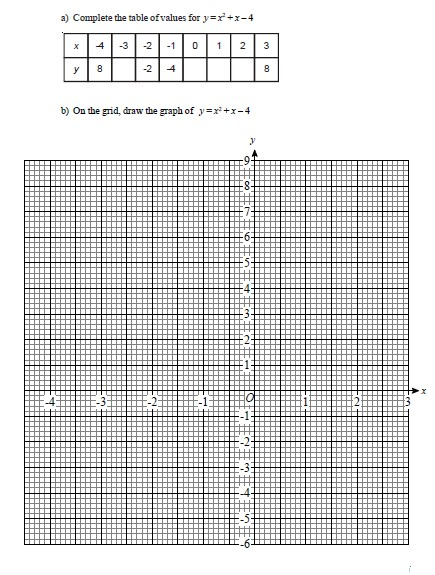 a) Complete the table of values for y=x²+x−4
x -4 -3 -2 -1 0 1 2 3
y 8 -2 -4 8
b) On the grid, draw the graph of y=x²+x−4
y
9
8
7
6
5
4
3
2
1
-4 -3 -2 -1 O 1 2 3 x
-1
-2
-3
-4
-5
-6